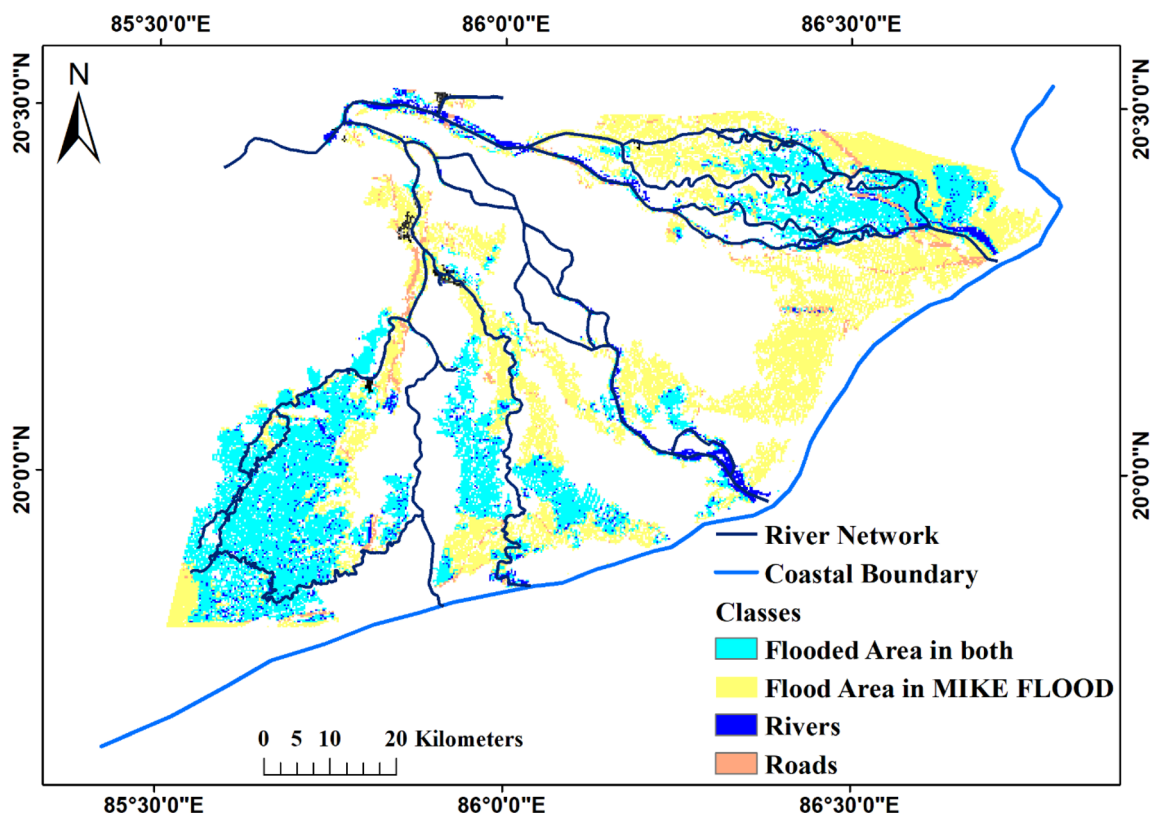 85°30'0"E 86°0'0"E 86°30'0"E
N
20°30'0"N 20°30'0"N
20°0'0"N 20°0'0"N
River Network
Coastal Boundary
Classes
Flooded Area in both
Flood Area in MIKE FLOOD
Rivers
Roads
0 5 10 20 Kilometers
85°30'0"E 86°0'0"E 86°30'0"E